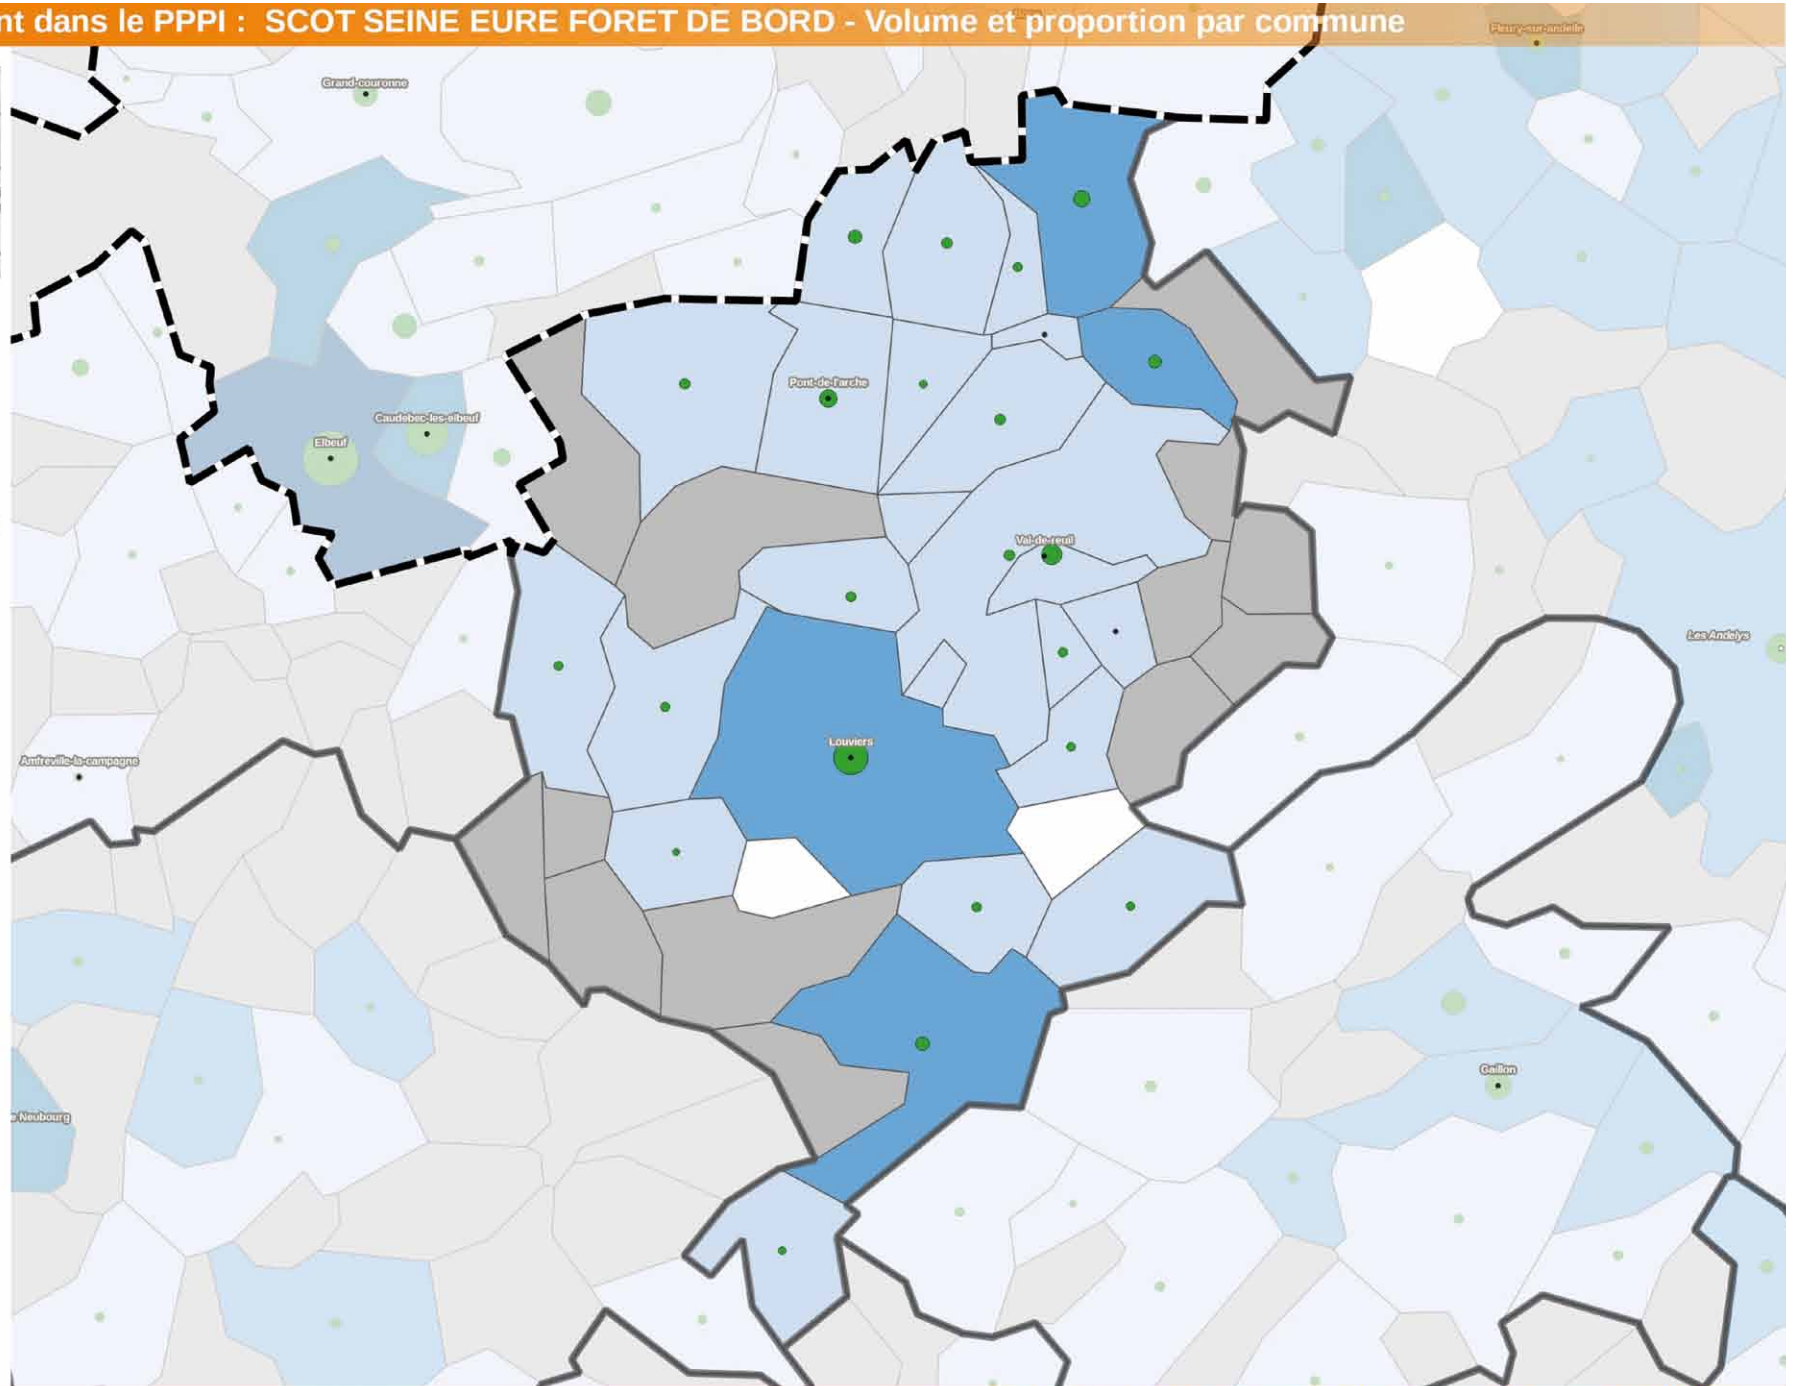 nt dans le PPPI : SCOT SEINE EURE FORET DE BORD - Volume et proportion par commune
Fleury-sur-andelle
Grand-couronne
Pont-de-l'arche
Caudebec-les-elbeuf
Elbeuf
Val-de-reuil
Les Andelys
Louviers
Amfreville-la-campagne
Gaillon
e Neubourg